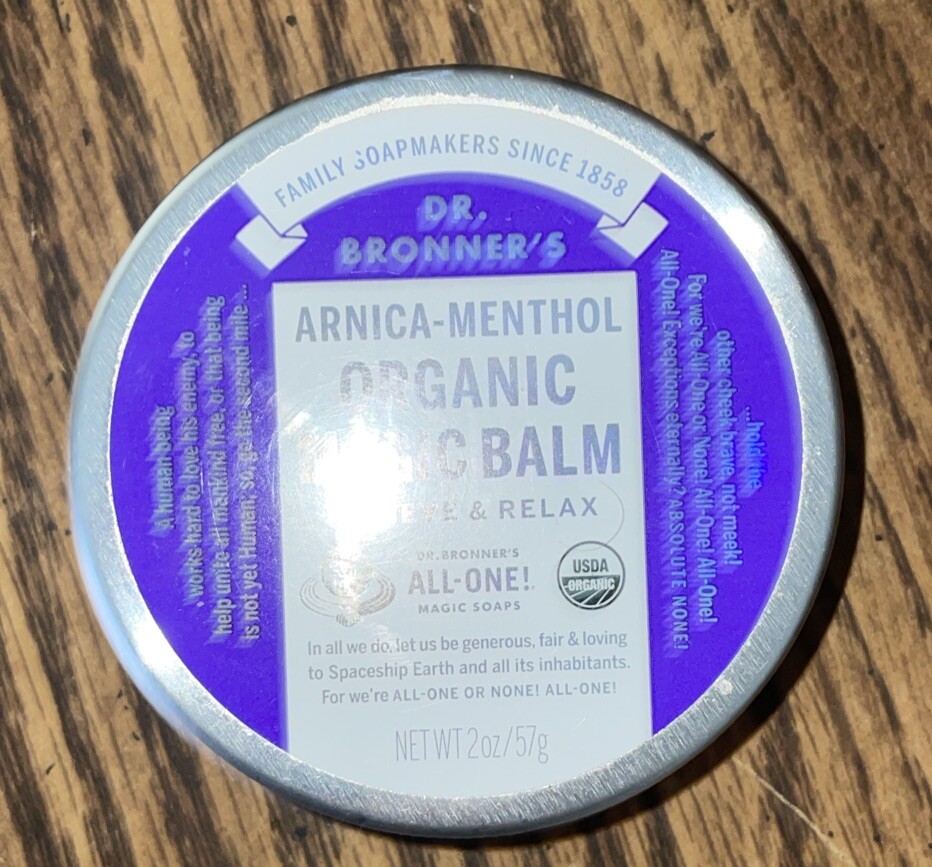 FAMILY SOAPMAKERS SINCE 1858
DR.
BRONNER'S
ARNICA-MENTHOL
ORGANIC
BALM
& RELAX
DR. BRONNER'S
ALL-ONE!
MAGIC SOAPS
USDA
ORGANIC
In all we do, let us be generous, fair & loving
to Spaceship Earth and all its inhabitants.
For we're ALL-ONE OR NONE! ALL-ONE!
NET WT 2oz/57g
A human being
works hard to love his enemy, to
help unite all mankind free, or that being
is not yet Human; so, go the second mile ...
...hold the
other cheek brave, not meek!
For we're All-One or None! All-One! All-One!
All-One! Exceptions eternally? ABSOLUTE NONE!